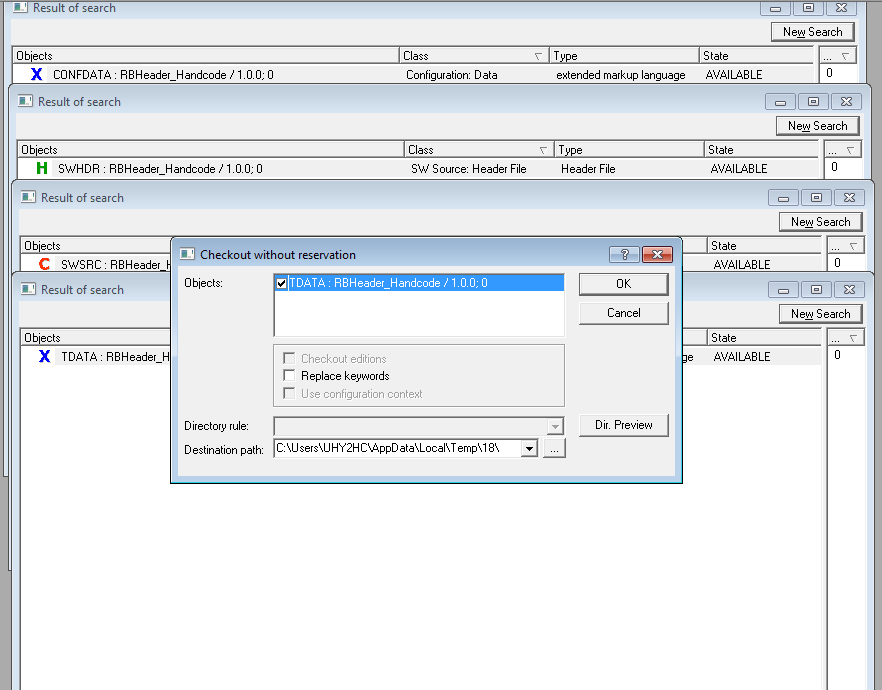 Result of search
New Search
Objects Class Type State ...
X CONFDATA : RBHeader_Handcode / 1.0.0; 0 Configuration: Data extended markup language AVAILABLE 0
Result of search
New Search
Objects Class Type State ...
H SWHDR : RBHeader_Handcode / 1.0.0; 0 SW Source: Header File Header File AVAILABLE 0
Result of search
New Search
Objects State ...
C SWSRC : RBHeader_H AVAILABLE 0
Result of search
New Search
Objects State ...
X TDATA : RBHeader_H ge AVAILABLE 0
Checkout without reservation ?
Objects: TDATA : RBHeader_Handcode / 1.0.0; 0 OK
Cancel
Checkout editions
Replace keywords
Use configuration context
Directory rule: Dir. Preview
Destination path: C:\Users\UHY2HC\AppData\Local\Temp\18\ ...